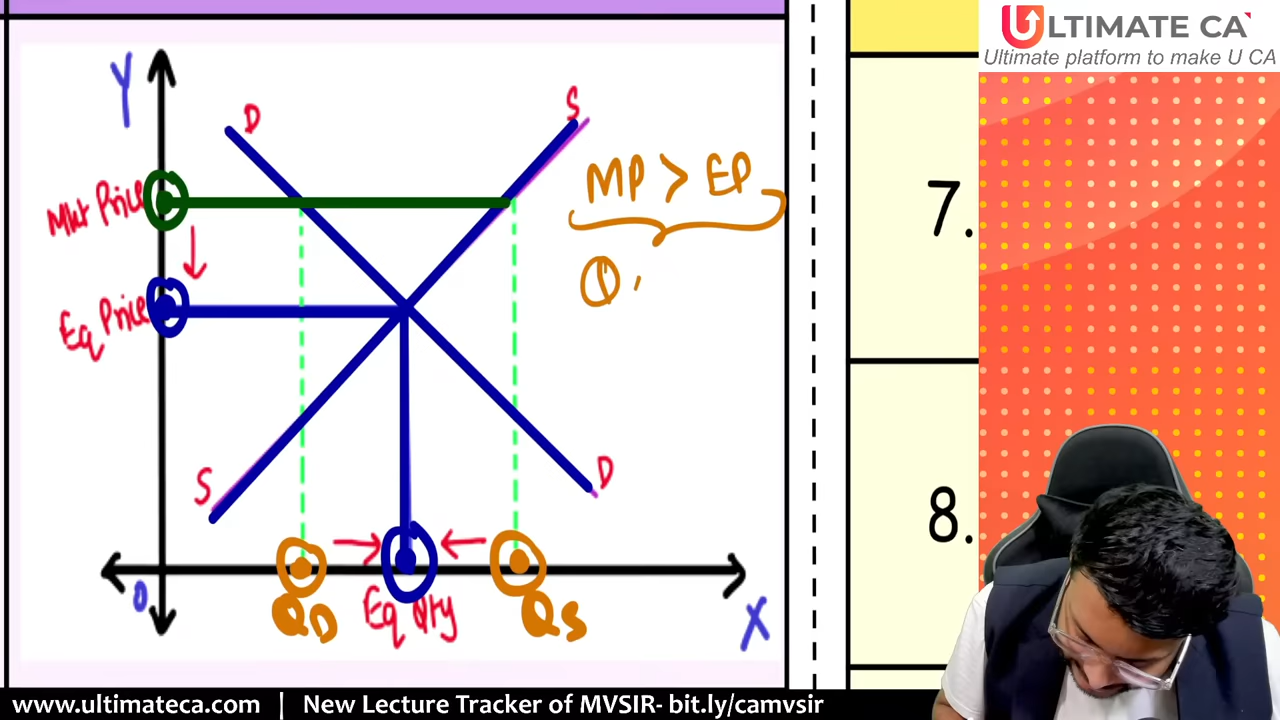 ULTIMATE CA
Ultimate platform to make U CA
Y
D
S
Mkt Price
MP > EP
7.
①
Eq Price
S
D
8.
O
QD
Eq Qty
QS
X
www.ultimateca.com | New Lecture Tracker of MVSIR- bit.ly/camvsir